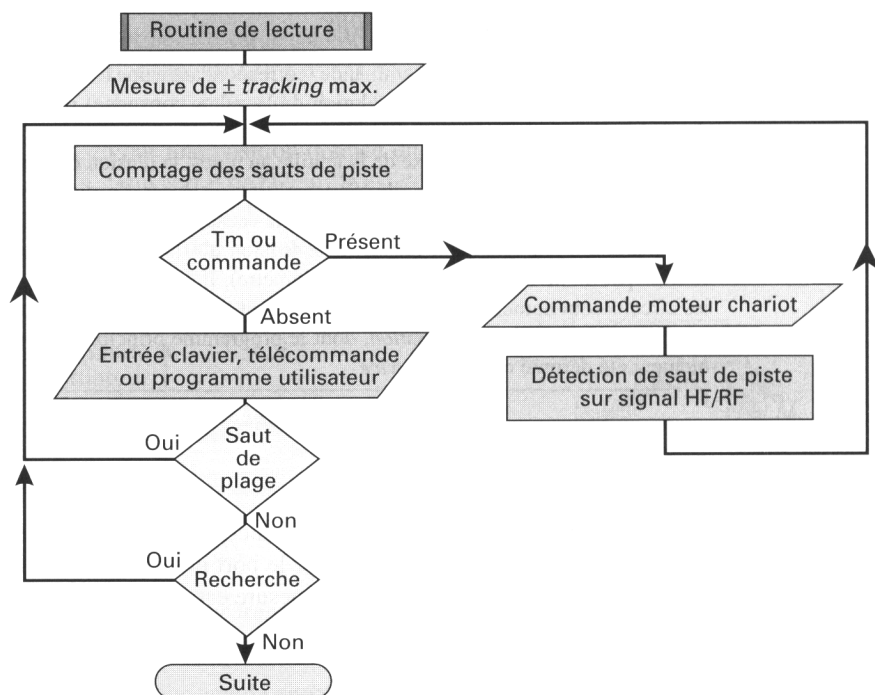 Routine de lecture
Mesure de ± tracking max.
Comptage des sauts de piste
Tm ou
commande
Présent
Absent
Commande moteur chariot
Entrée clavier, télécommande
ou programme utilisateur
Détection de saut de piste
sur signal HF/RF
Oui
Saut
de
plage
Non
Oui
Recherche
Non
Suite